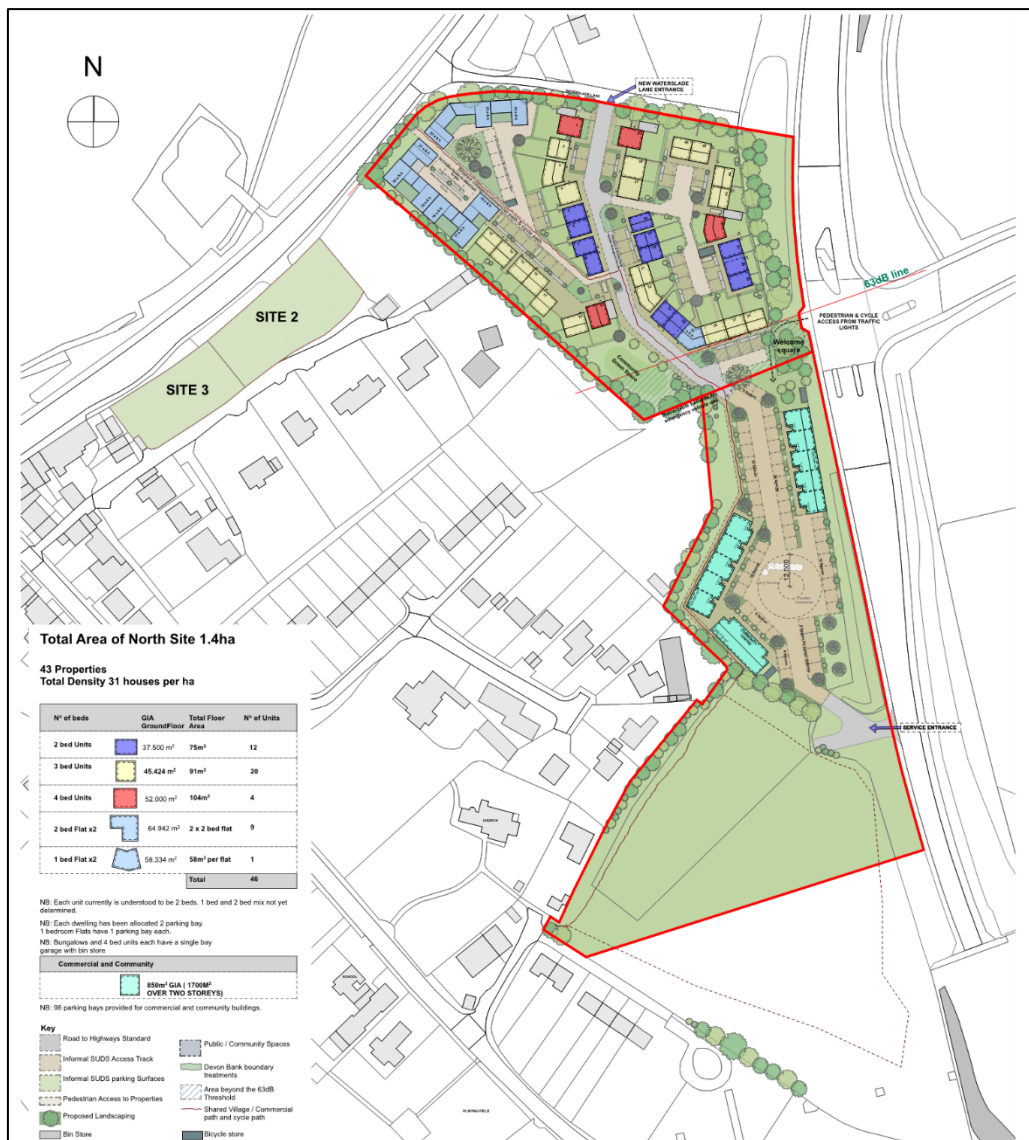 N
NEW WATERSLADE
LANE ENTRANCE
63dB line
PEDESTRIAN & CYCLE
ACCESS FROM TRAFFIC
LIGHTS
Welcome
square
Community
Green Space
SITE 2
SITE 3
12.500
SERVICE ENTRANCE
CHURCH
SCHOOL
PLAYING FIELD
Total Area of North Site 1.4ha
43 Properties
Total Density 31 houses per ha
Nº of beds GIA GroundFloor Total Floor Area Nº of Units
2 bed Units 37.500 m² 75m² 12
3 bed Units 45.424 m² 91m² 20
4 bed Units 52.000 m² 104m² 4
2 bed Flat x2 64.942 m² 2 x 2 bed flat 9
1 bed Flat x2 58.334 m² 58m² per flat 1
Total 46
NB: Each unit currently is understood to be 2 beds. 1 bed and 2 bed mix not yet
determined.
NB: Each dwelling has been allocated 2 parking bay.
1 bedroom Flats have 1 parking bay each.
NB: Bungalows and 4 bed units each have a single bay
garage with bin store
Commercial and Community
850m² GIA ( 1700M²
OVER TWO STOREYS)
NB: 98 parking bays provided for commercial and community buildings.
Key
Road to Highways Standard
Informal SUDS Access Track
Informal SUDS parking Surfaces
Pedestrian Access to Properties
Proposed Landscaping
Bin Store
Public / Community Spaces
Devon Bank boundary
treatments
Area beyond the 63dB
Threshold
Shared Village / Commercial
path and cycle path
Bicycle store